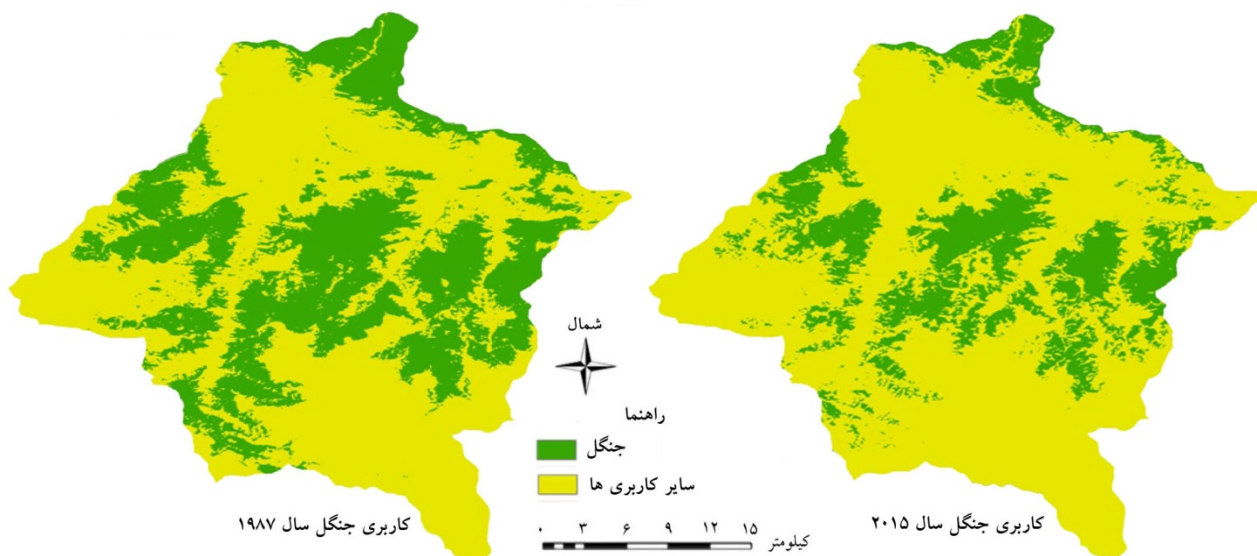 شمال
راهنما
جنگل
سایر کاربری ها
کاربری جنگل سال ۱۹۸۷
کاربری جنگل سال ۲۰۱۵
۰ ۳ ۶ ۹ ۱۲ ۱۵
کیلومتر